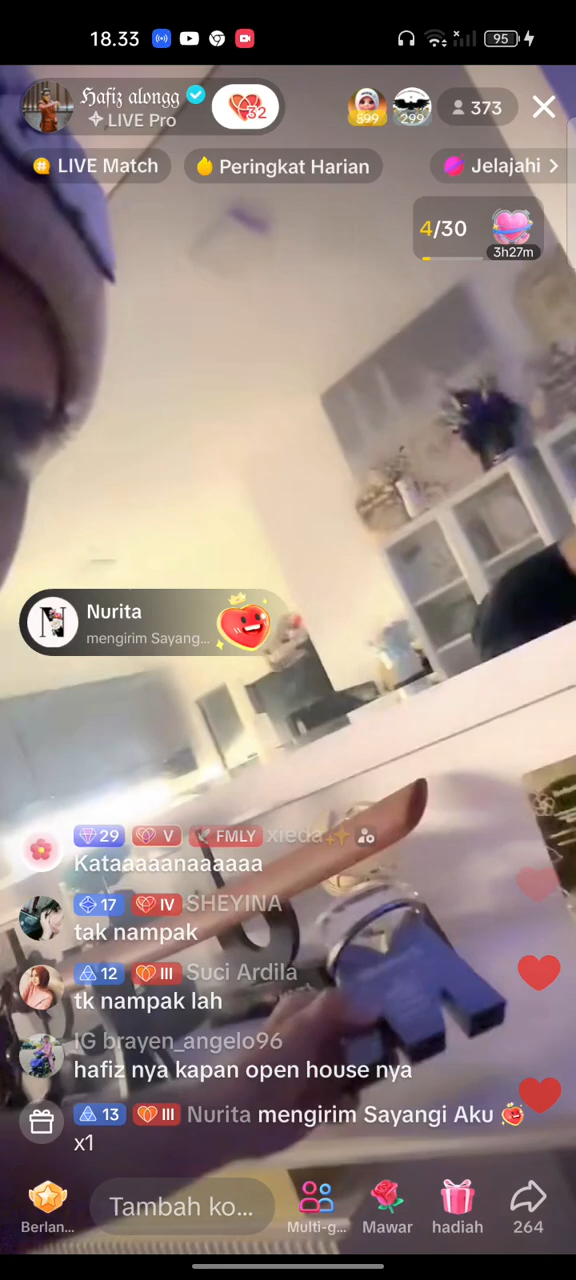 18.33
95
Hafiz alongg
LIVE Pro
32
599
299
373
LIVE Match
Peringkat Harian
Jelajahi
4/30
3h27m
Nurita
mengirim Sayang...
29 V FMLY xieda
Kataaaaanaaaaaa
17 IV SHEYINA
tak nampak
12 III Suci Ardila
tk nampak lah
IG brayen_angelo96
hafiz nya kapan open house nya
13 III Nurita mengirim Sayangi Aku
x1
Tambah ko...
Berlan...
Multi-g...
Mawar
hadiah
264